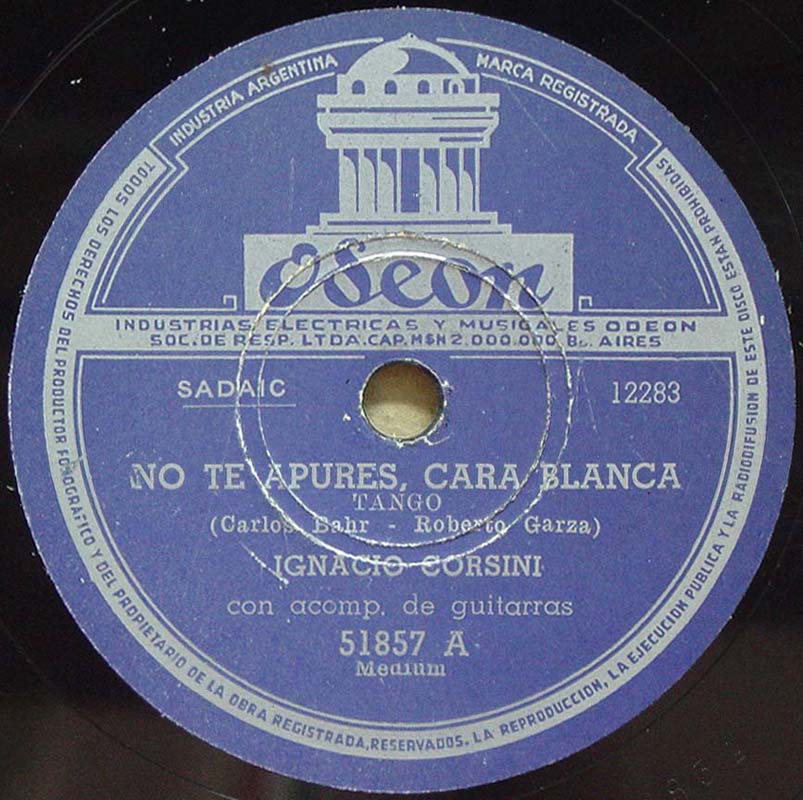 INDUSTRIA ARGENTINA
MARCA REGISTRADA
TODOS LOS DERECHOS DEL PRODUCTOR FONOGRAFICO Y DEL PROPIETARIO DE LA OBRA REGISTRADA, RESERVADOS. LA REPRODUCCION, LA EJECUCION PUBLICA Y LA RADIODIFUSION DE ESTE DISCO ESTAN PROHIBIDAS
Odeon
INDUSTRIAS ELECTRICAS Y MUSICALES ODEON
SOC. DE RESP. LTDA. CAP. M$N 2.000.000 Bs. AIRES
SADAIC
12283
NO TE APURES, CARA BLANCA
TANGO
(Carlos Bahr - Roberto Garza)
IGNACIO CORSINI
con acomp. de guitarras
51857 A
Medium